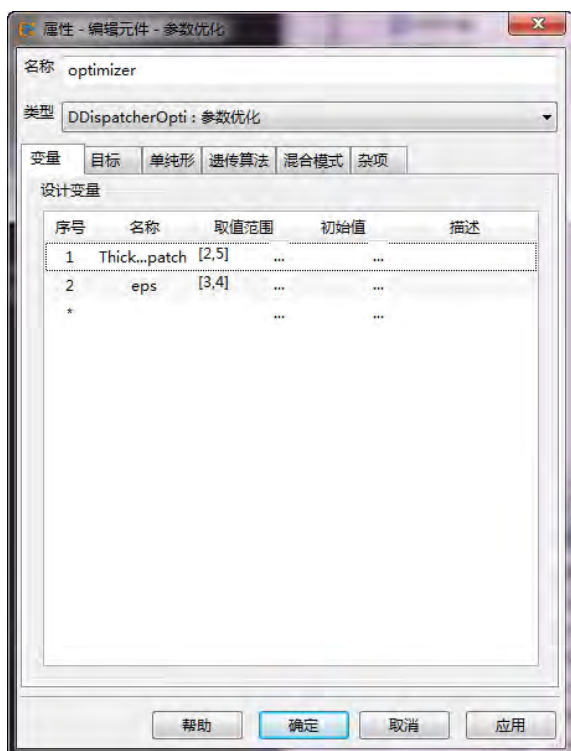 属性 - 编辑元件 - 参数优化
名称 optimizer
类型 DDispatcherOpti : 参数优化
变量 目标 单纯形 遗传算法 混合模式 杂项
设计变量
序号 名称 取值范围 初始值 描述
1 Thick...patch [2,5] ... ...
2 eps [3,4] ... ...
* ... ...
帮助 确定 取消 应用